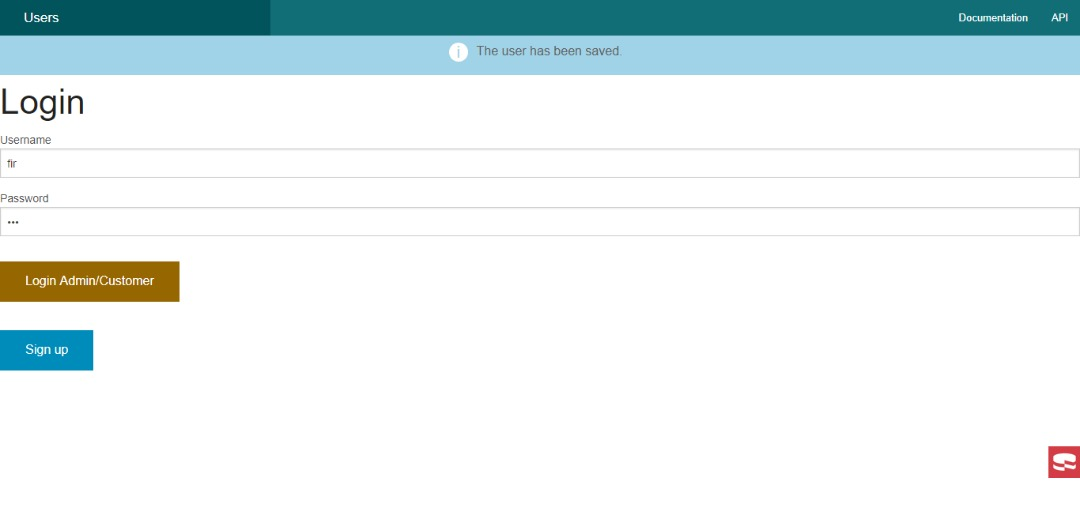 Users
Documentation API
The user has been saved.
Login
Username
fir
Password
•••
Login Admin/Customer
Sign up